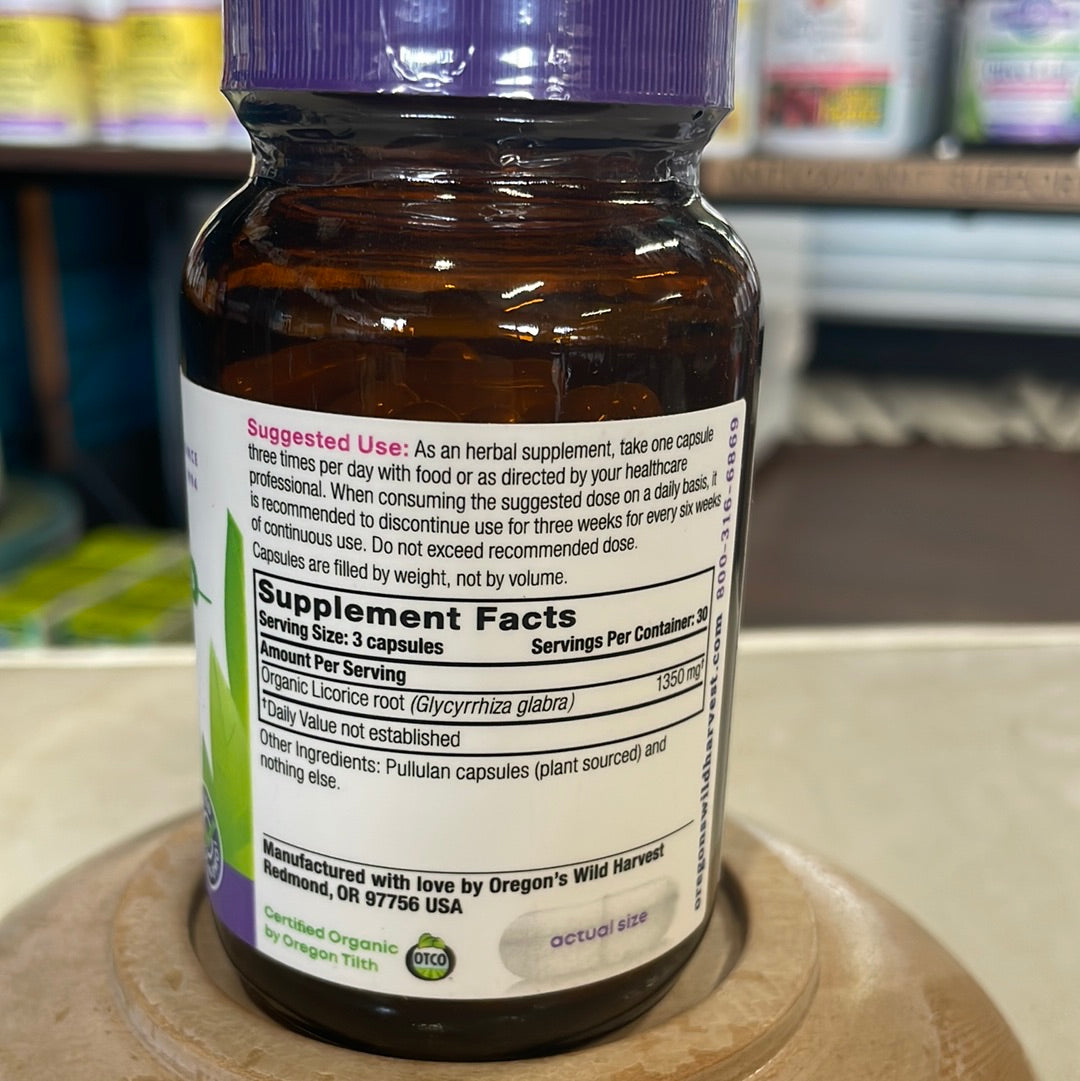 Suggested Use: As an herbal supplement, take one capsule
three times per day with food or as directed by your healthcare
professional. When consuming the suggested dose on a daily basis, it
is recommended to discontinue use for three weeks for every six weeks
of continuous use. Do not exceed recommended dose.
Capsules are filled by weight, not by volume.
Supplement Facts
Serving Size: 3 capsules Servings Per Container: 30
Amount Per Serving
Organic Licorice root (Glycyrrhiza glabra) 1350 mg†
†Daily Value not established
Other Ingredients: Pullulan capsules (plant sourced) and
nothing else.
Manufactured with love by Oregon's Wild Harvest
Redmond, OR 97756 USA
Certified Organic
by Oregon Tilth
OTCO
actual size
oregonswildharvest.com 800-316-6869